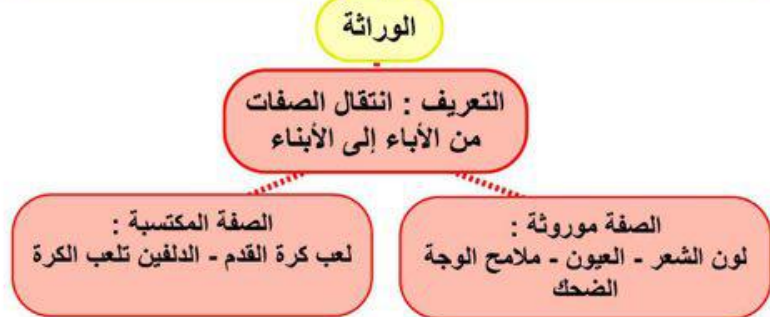 الوراثة
التعريف : انتقال الصفات
من الأباء إلى الأبناء
الصفة موروثة :
لون الشعر - العيون - ملامح الوجة
الضحك
الصفة المكتسبة :
لعب كرة القدم - الدلفين تلعب الكرة